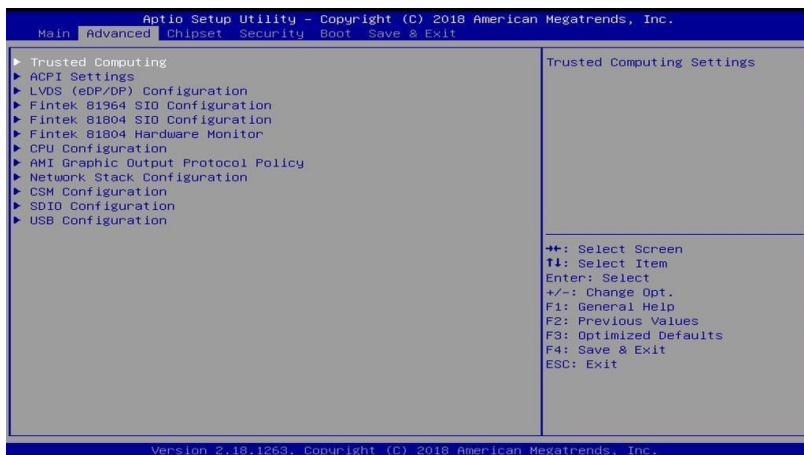 Aptio Setup Utility – Copyright (C) 2018 American Megatrends, Inc.
Main Advanced Chipset Security Boot Save & Exit
▶ Trusted Computing
▶ ACPI Settings
▶ LVDS (eDP/DP) Configuration
▶ Fintek 81964 SIO Configuration
▶ Fintek 81804 SIO Configuration
▶ Fintek 81804 Hardware Monitor
▶ CPU Configuration
▶ AMI Graphic Output Protocol Policy
▶ Network Stack Configuration
▶ CSM Configuration
▶ SDIO Configuration
▶ USB Configuration
Trusted Computing Settings
→←: Select Screen
↑↓: Select Item
Enter: Select
+/-: Change Opt.
F1: General Help
F2: Previous Values
F3: Optimized Defaults
F4: Save & Exit
ESC: Exit
Version 2.18.1263. Copyright (C) 2018 American Megatrends, Inc.